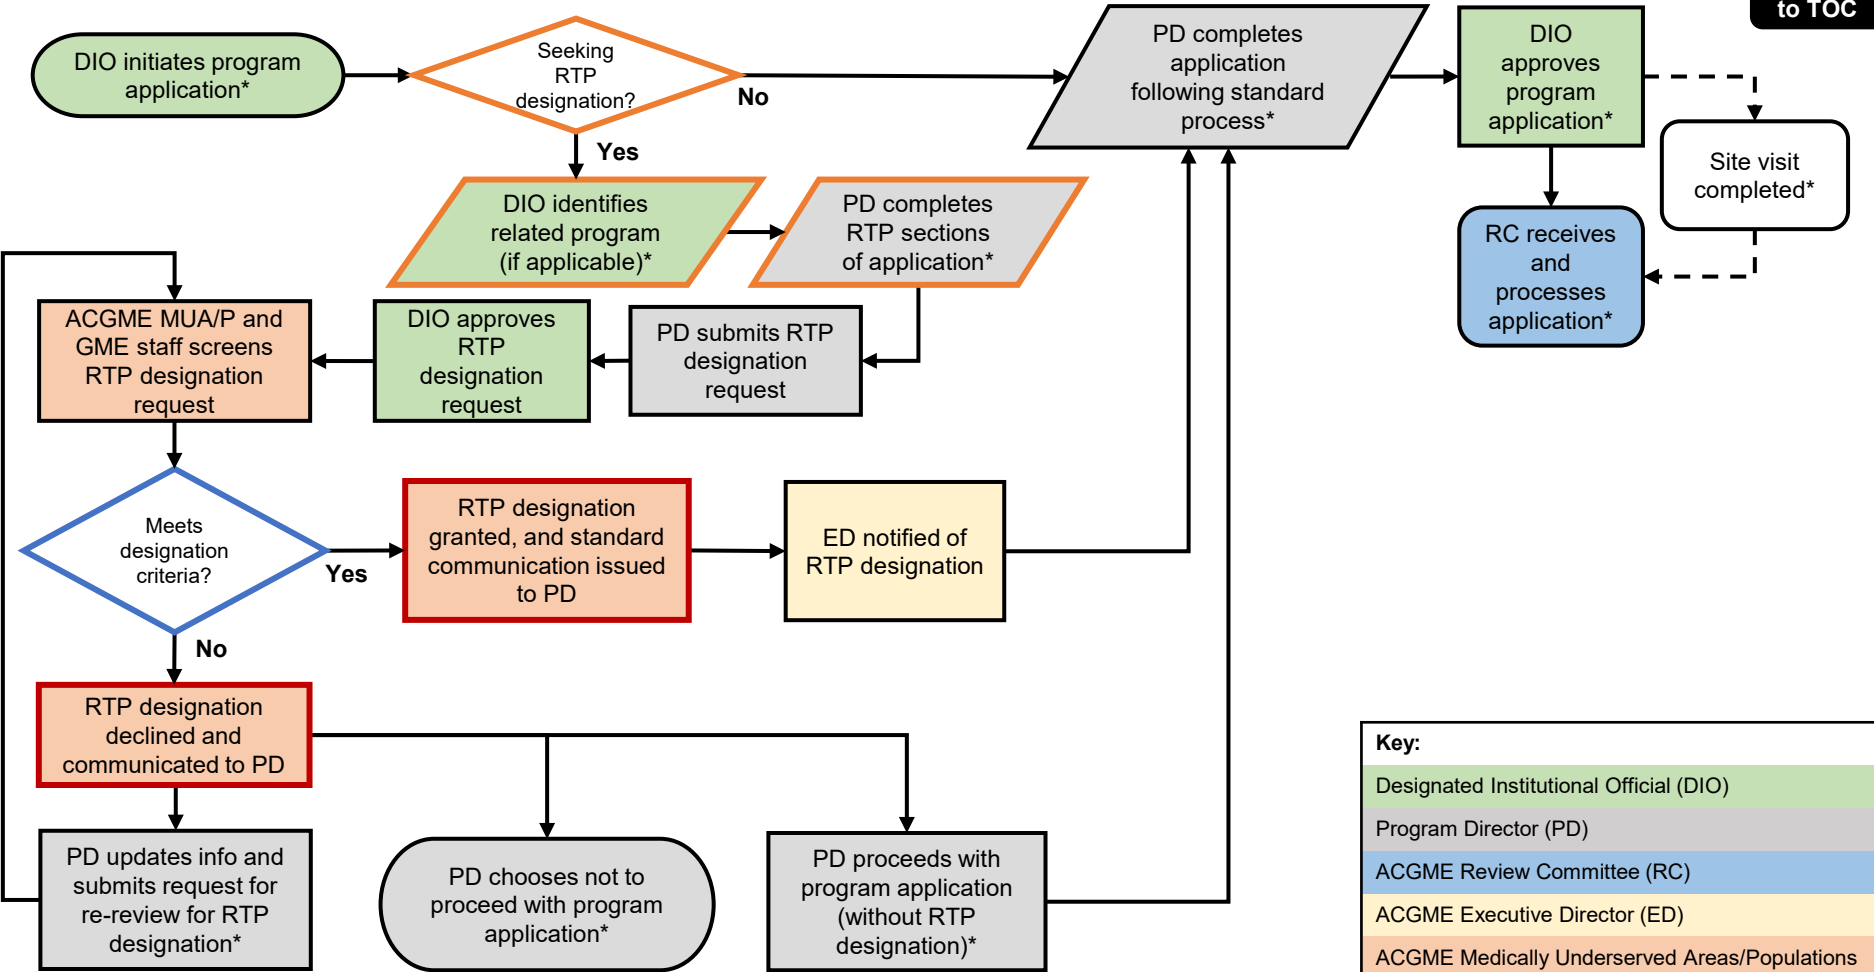 to TOC
DIO initiates program
application*
Seeking
RTP
designation?
No
Yes
PD completes
application
following standard
process*
DIO
approves
program
application*
Site visit
completed*
RC receives
and
processes
application*
DIO identifies
related program
(if applicable)*
PD completes
RTP sections
of application*
PD submits RTP
designation
request
DIO approves
RTP
designation
request
ACGME MUA/P and
GME staff screens
RTP designation
request
Meets
designation
criteria?
Yes
No
RTP designation
granted, and standard
communication issued
to PD
ED notified of
RTP designation
RTP designation
declined and
communicated to PD
PD updates info and
submits request for
re-review for RTP
designation*
PD chooses not to
proceed with program
application*
PD proceeds with
program application
(without RTP
designation)*
Key:
Designated Institutional Official (DIO)
Program Director (PD)
ACGME Review Committee (RC)
ACGME Executive Director (ED)
ACGME Medically Underserved Areas/Populations